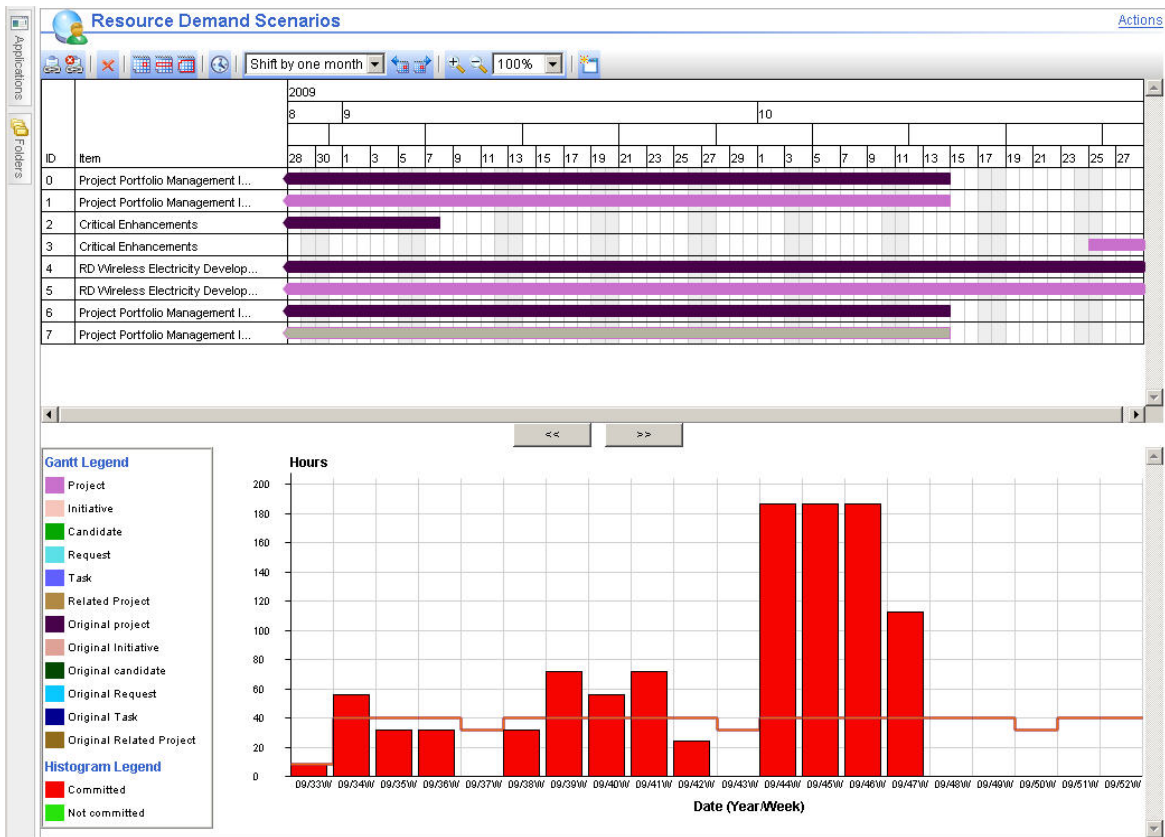 Resource Demand Scenarios
Actions
Applications
Folders
Shift by one month
100%
2009
8 9 10
ID Item 28 30 1 3 5 7 9 11 13 15 17 19 21 23 25 27 29 1 3 5 7 9 11 13 15 17 19 21 23 25 27
0 Project Portfolio Management I...
1 Project Portfolio Management I...
2 Critical Enhancements
3 Critical Enhancements
4 RD Wireless Electricity Develop...
5 RD Wireless Electricity Develop...
6 Project Portfolio Management I...
7 Project Portfolio Management I...
<< >>
Gantt Legend
Project
Initiative
Candidate
Request
Task
Related Project
Original project
Original Initiative
Original candidate
Original Request
Original Task
Original Related Project
Histogram Legend
Committed
Not committed
Hours
200
180
160
140
120
100
80
60
40
20
0
09/33W 09/34W 09/35W 09/36W 09/37W 09/38W 09/39W 09/40W 09/41W 09/42W 09/43W 09/44W 09/45W 09/46W 09/47W 09/48W 09/49W 09/50W 09/51W 09/52W
Date (Year/Week)